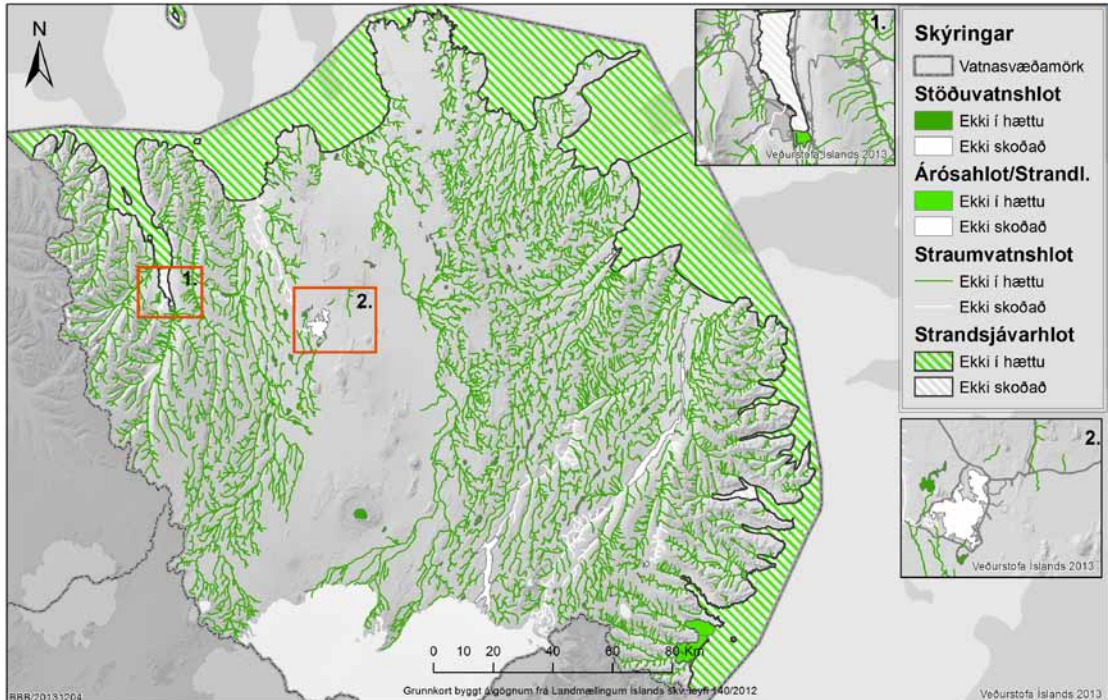 N
1.
2.
0 20 40 60 80 Km
Grunnkort byggt á gögnum frá Landmælingum Íslands skv. leyfi 140/2012
BBB/20131204
Veðurstofa Íslands 2013
1.
Veðurstofa Íslands 2013
Skýringar
Vatnasvæðamörk
Stöðuvatnshlot
Ekki í hættu
Ekki skoðað
Árósahlot/Strandl.
Ekki í hættu
Ekki skoðað
Straumvatnshlot
Ekki í hættu
Ekki skoðað
Strandsjávarhlot
Ekki í hættu
Ekki skoðað
2.
Veðurstofa Íslands 2013